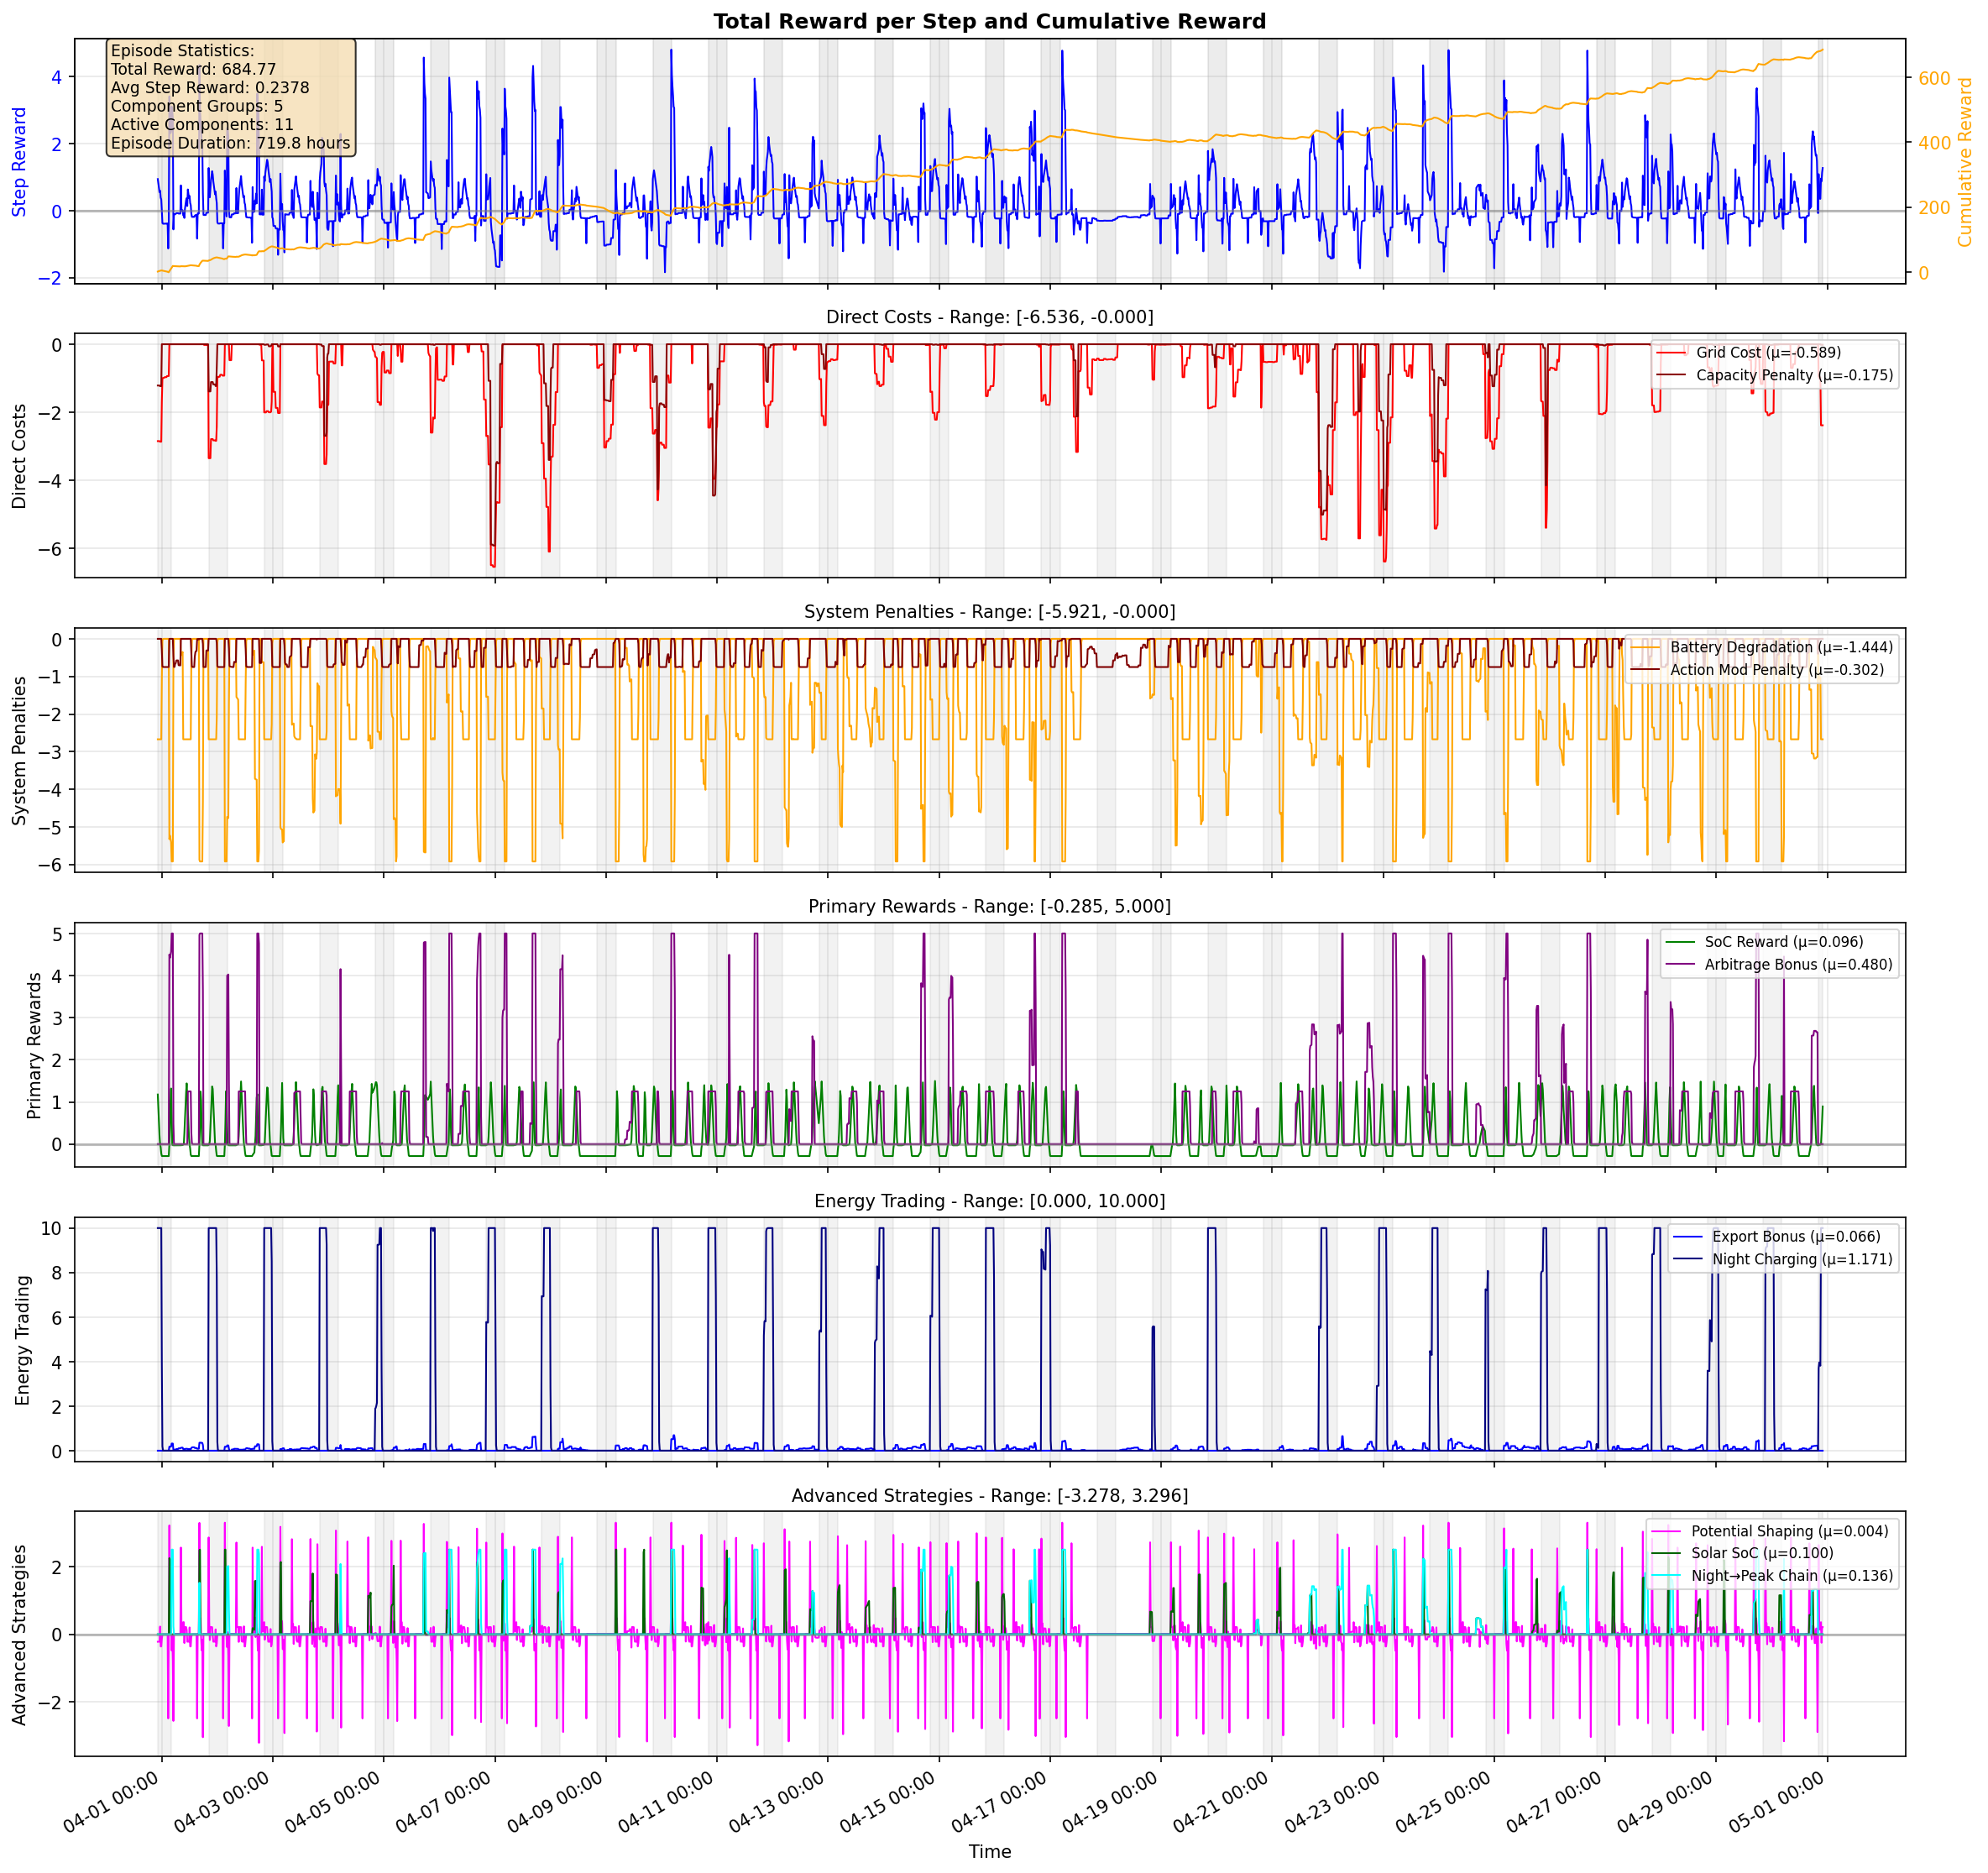 Total Reward per Step and Cumulative Reward
Episode Statistics:
Total Reward: 684.77
Avg Step Reward: 0.2378
Component Groups: 5
Active Components: 11
Episode Duration: 719.8 hours
Step Reward
4
2
0
−2
Cumulative Reward
600
400
200
0
Direct Costs - Range: [-6.536, -0.000]
Direct Costs
0
−2
−4
−6
Grid Cost (μ=-0.589)
Capacity Penalty (μ=-0.175)
System Penalties - Range: [-5.921, -0.000]
System Penalties
0
−1
−2
−3
−4
−5
−6
Battery Degradation (μ=-1.444)
Action Mod Penalty (μ=-0.302)
Primary Rewards - Range: [-0.285, 5.000]
Primary Rewards
5
4
3
2
1
0
SoC Reward (μ=0.096)
Arbitrage Bonus (μ=0.480)
Energy Trading - Range: [0.000, 10.000]
Energy Trading
10
8
6
4
2
0
Export Bonus (μ=0.066)
Night Charging (μ=1.171)
Advanced Strategies - Range: [-3.278, 3.296]
Advanced Strategies
2
0
−2
Potential Shaping (μ=0.004)
Solar SoC (μ=0.100)
Night→Peak Chain (μ=0.136)
04-01 00:00
04-03 00:00
04-05 00:00
04-07 00:00
04-09 00:00
04-11 00:00
04-13 00:00
04-15 00:00
04-17 00:00
04-19 00:00
04-21 00:00
04-23 00:00
04-25 00:00
04-27 00:00
04-29 00:00
05-01 00:00
Time